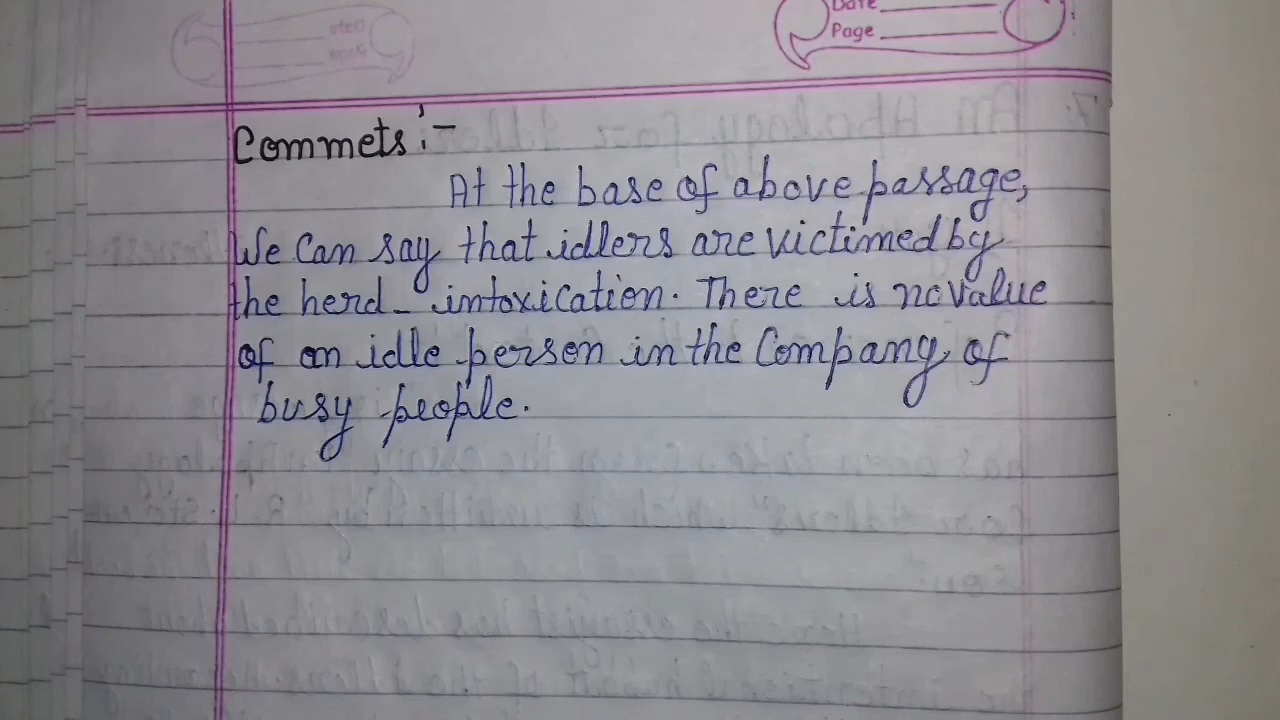 Date
Page
Commets :-
At the base of above passage,
We Can say that idlers are victimed by
the herd - intoxication. There is no value
of an idle person in the Company of
busy people.